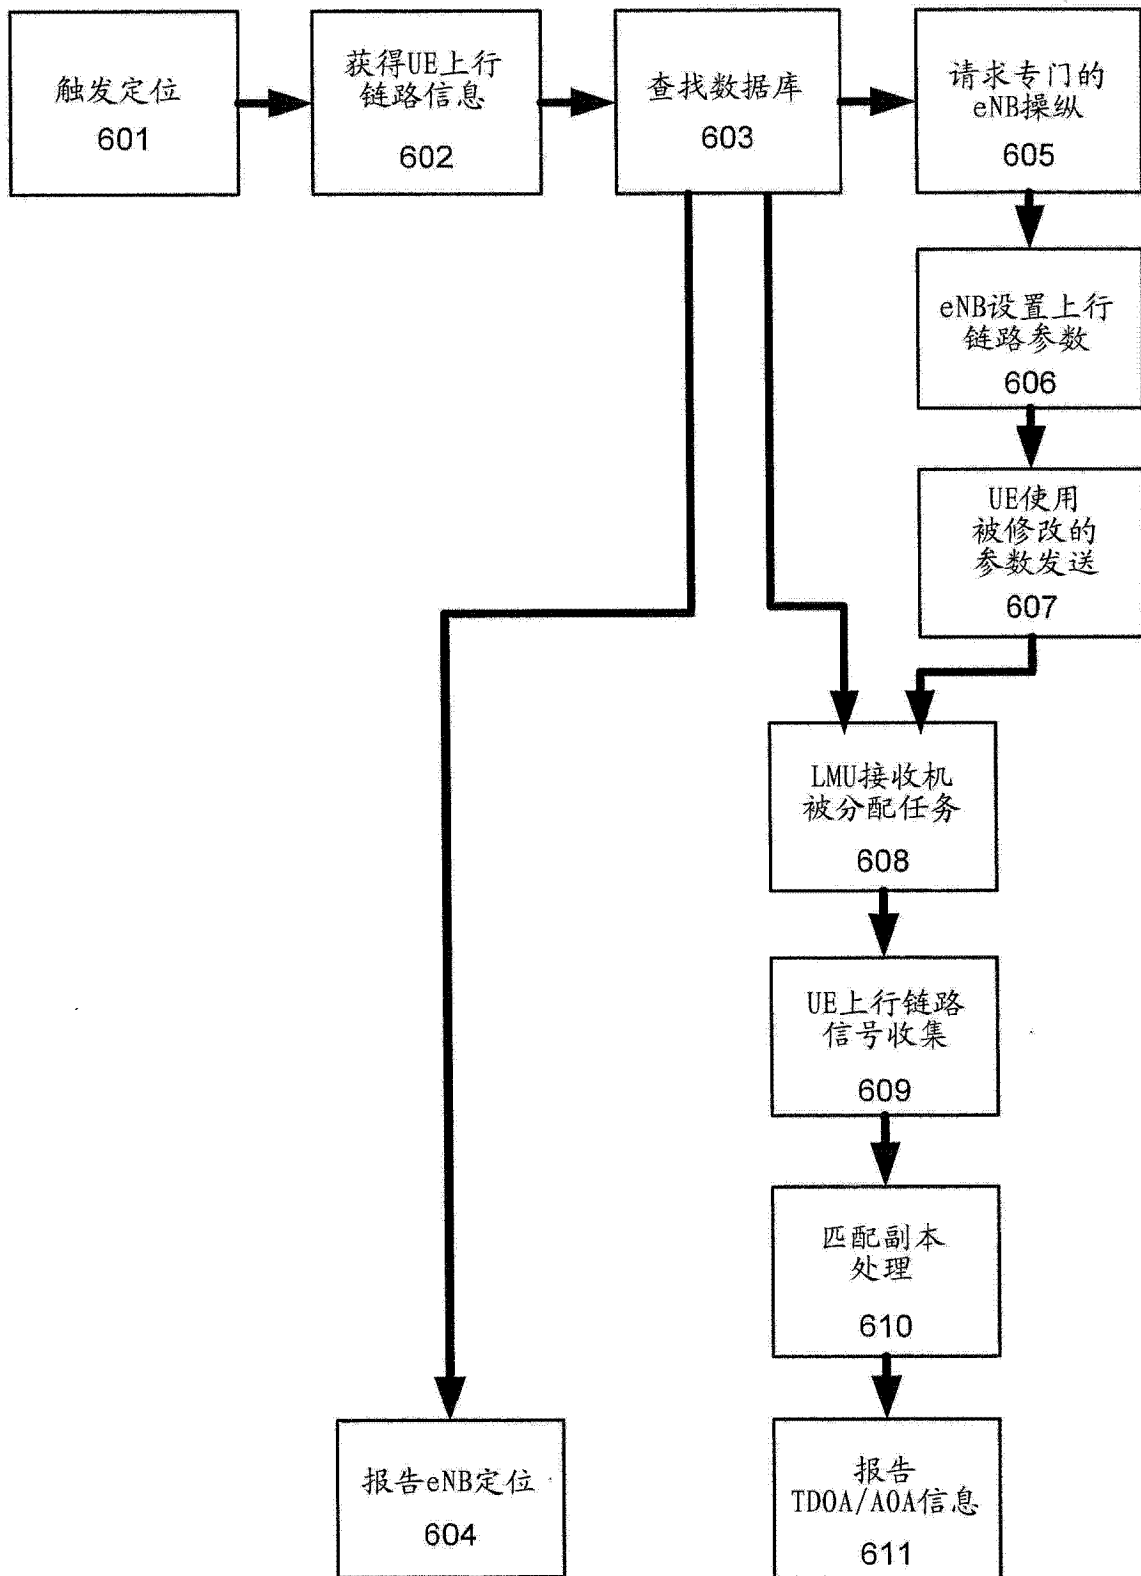 触发定位
601
获得UE上行
链路信息
602
查找数据库
603
请求专门的
eNB操纵
605
eNB设置上行
链路参数
606
UE使用
被修改的
参数发送
607
LMU接收机
被分配任务
608
UE上行链路
信号收集
609
匹配副本
处理
610
报告eNB定位
604
报告
TDOA/AOA信息
611